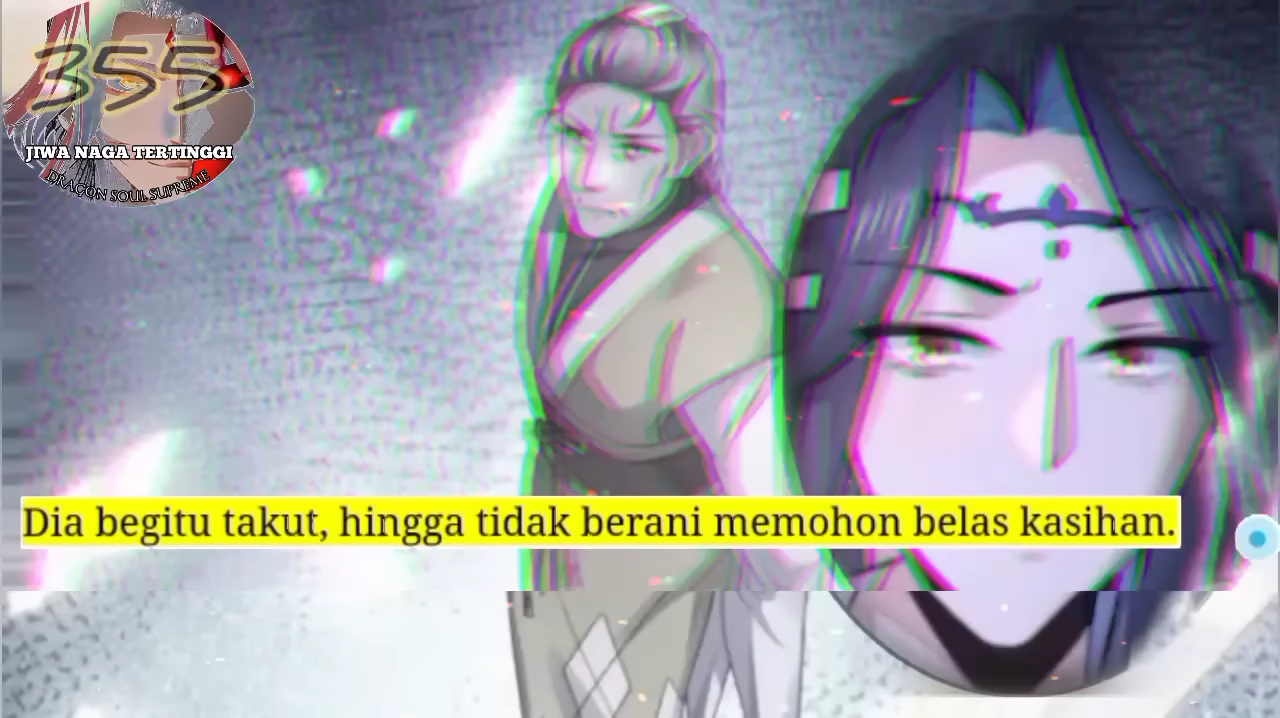 355
JIWA NAGA TERTINGGI
DRAGON SOUL SUPREME
Dia begitu takut, hingga tidak berani memohon belas kasihan.